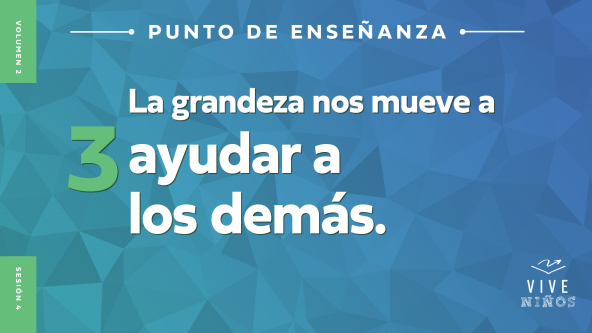 VOLUMEN 2
PUNTO DE ENSEÑANZA
La grandeza nos mueve a
3 ayudar a
los demás.
SESIÓN 4
VIVE
NIÑOS